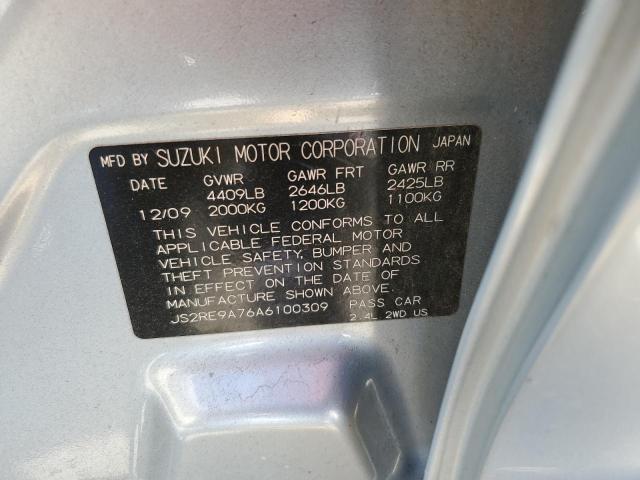 MFD BY SUZUKI MOTOR CORPORATION JAPAN
DATE GVWR GAWR FRT GAWR RR
4409LB 2646LB 2425LB
12/09 2000KG 1200KG 1100KG
THIS VEHICLE CONFORMS TO ALL
APPLICABLE FEDERAL MOTOR
VEHICLE SAFETY, BUMPER AND
THEFT PREVENTION STANDARDS
IN EFFECT ON THE DATE OF
MANUFACTURE SHOWN ABOVE.
JS2RE9A76A6100309 PASS CAR
2.4L 2WD US